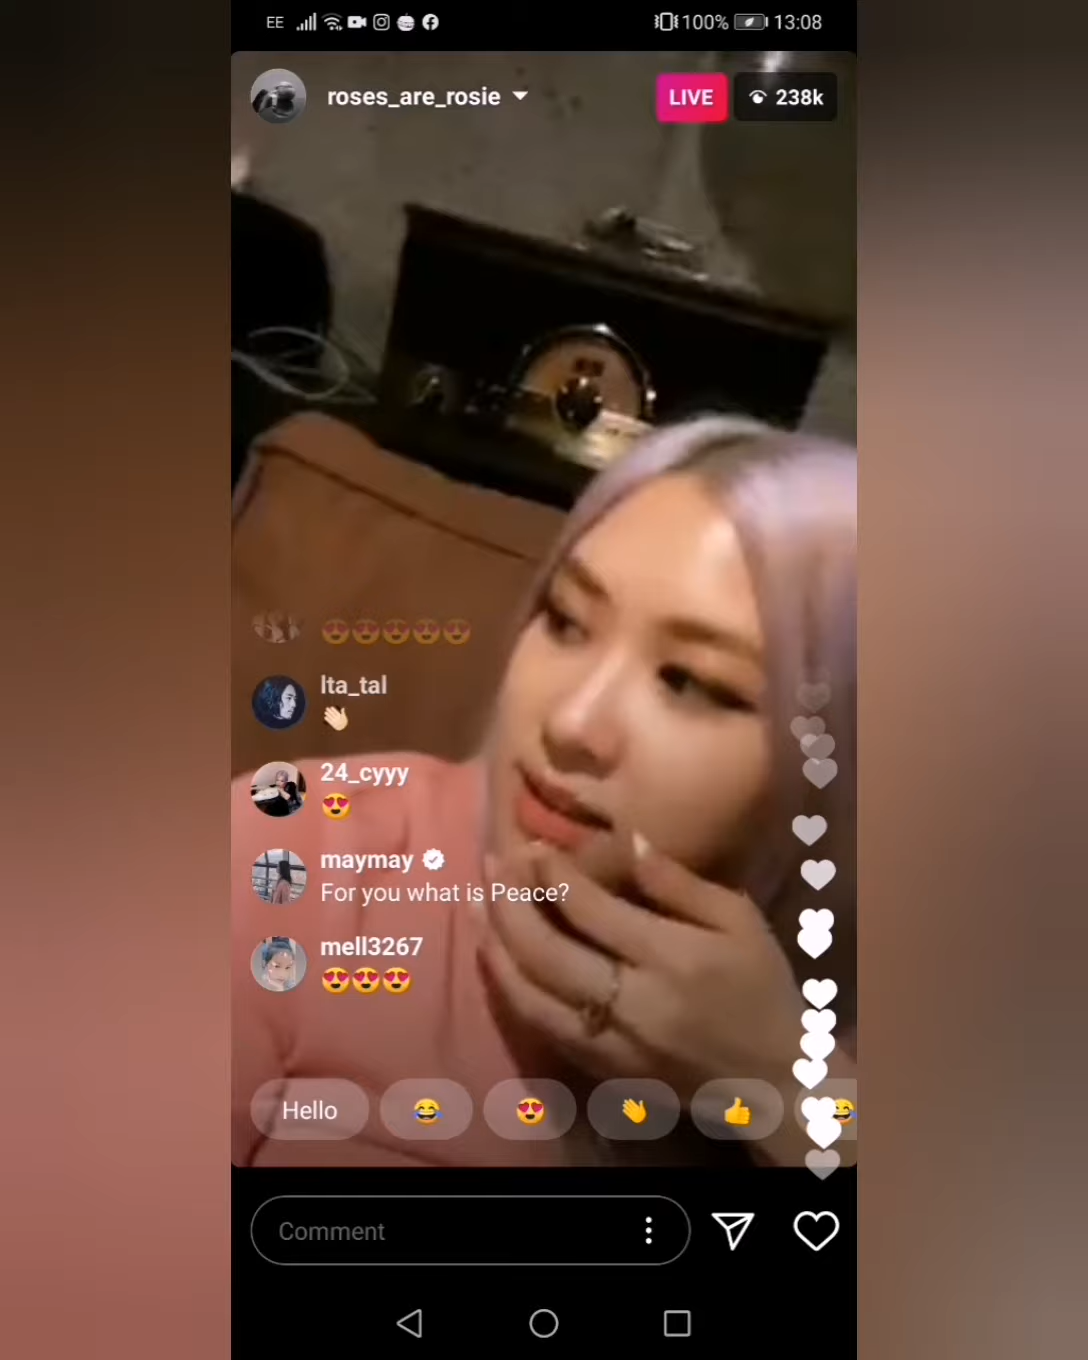 EE 100% 13:08
roses_are_rosie LIVE 238k
lta_tal
24_cyyy
maymay
For you what is Peace?
mell3267
Hello
Comment